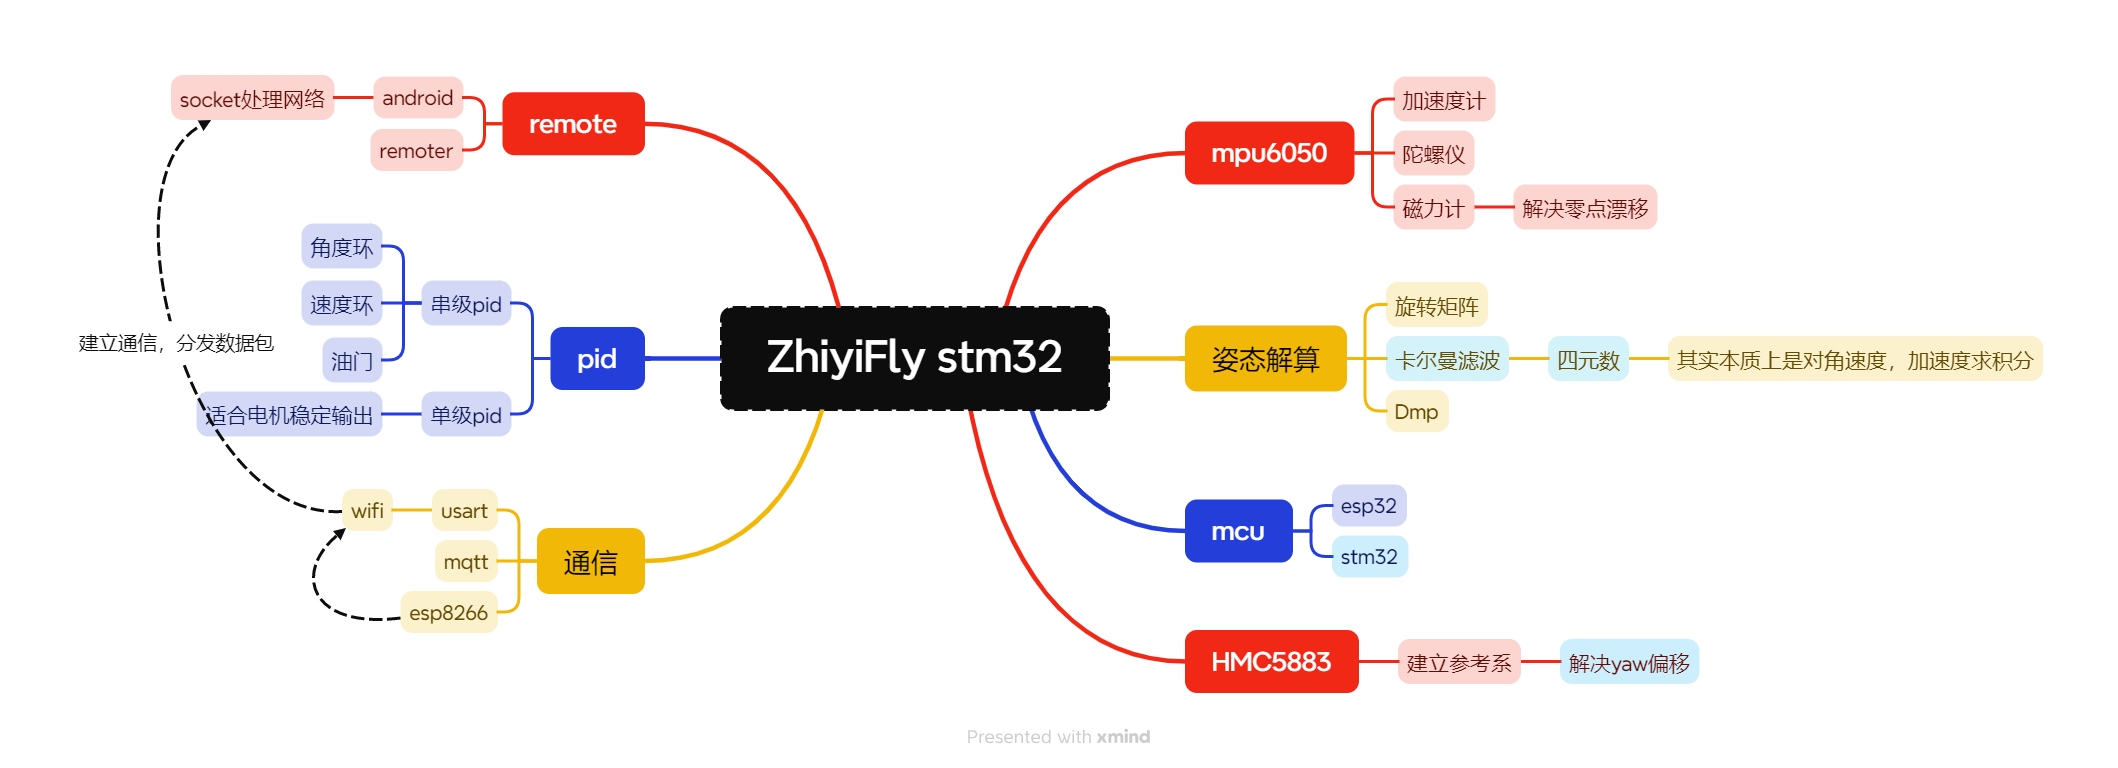 ZhiyiFly stm32
remote
android
socket处理网络
remoter
pid
串级pid
角度环
速度环
油门
单级pid
适合电机稳定输出
通信
usart
wifi
mqtt
esp8266
建立通信，分发数据包
mpu6050
加速度计
陀螺仪
磁力计
解决零点漂移
姿态解算
旋转矩阵
卡尔曼滤波
四元数
其实本质上是对角速度，加速度求积分
Dmp
mcu
esp32
stm32
HMC5883
建立参考系
解决yaw偏移
Presented with xmind